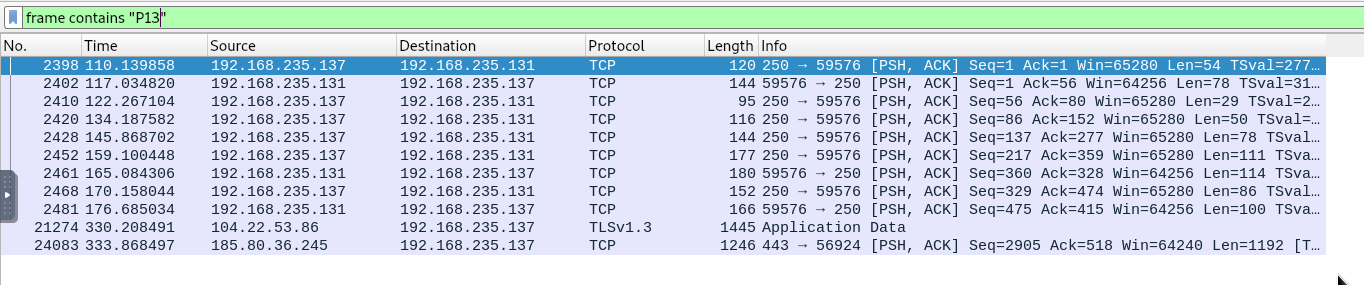 frame contains "P13"
No. Time Source Destination Protocol Length Info
2398 110.139858 192.168.235.137 192.168.235.131 TCP 120 250 → 59576 [PSH, ACK] Seq=1 Ack=1 Win=65280 Len=54 TSval=277…
2402 117.034820 192.168.235.131 192.168.235.137 TCP 144 59576 → 250 [PSH, ACK] Seq=1 Ack=56 Win=64256 Len=78 TSval=31…
2410 122.267104 192.168.235.137 192.168.235.131 TCP 95 250 → 59576 [PSH, ACK] Seq=56 Ack=80 Win=65280 Len=29 TSval=2…
2420 134.187582 192.168.235.137 192.168.235.131 TCP 116 250 → 59576 [PSH, ACK] Seq=86 Ack=152 Win=65280 Len=50 TSval=…
2428 145.868702 192.168.235.137 192.168.235.131 TCP 144 250 → 59576 [PSH, ACK] Seq=137 Ack=277 Win=65280 Len=78 TSval…
2452 159.100448 192.168.235.137 192.168.235.131 TCP 177 250 → 59576 [PSH, ACK] Seq=217 Ack=359 Win=65280 Len=111 TSva…
2461 165.084306 192.168.235.131 192.168.235.137 TCP 180 59576 → 250 [PSH, ACK] Seq=360 Ack=328 Win=64256 Len=114 TSva…
2468 170.158044 192.168.235.137 192.168.235.131 TCP 152 250 → 59576 [PSH, ACK] Seq=329 Ack=474 Win=65280 Len=86 TSval…
2481 176.685034 192.168.235.131 192.168.235.137 TCP 166 59576 → 250 [PSH, ACK] Seq=475 Ack=415 Win=64256 Len=100 TSva…
21274 330.208491 104.22.53.86 192.168.235.137 TLSv1.3 1445 Application Data
24083 333.868497 185.80.36.245 192.168.235.137 TCP 1246 443 → 56924 [PSH, ACK] Seq=2905 Ack=518 Win=64240 Len=1192 [T…